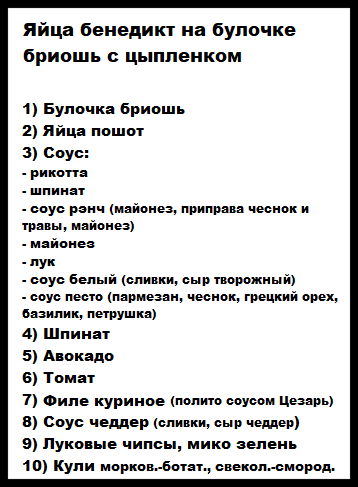 Яйца бенедикт на булочке
бриошь с цыпленком
1) Булочка бриошь
2) Яйца пошот
3) Соус:
- рикотта
- шпинат
- соус рэнч (майонез, приправа чеснок и
травы, майонез)
- майонез
- лук
- соус белый (сливки, сыр творожный)
- соус песто (пармезан, чеснок, грецкий орех,
базилик, петрушка)
4) Шпинат
5) Авокадо
6) Томат
7) Филе куриное (полито соусом Цезарь)
8) Соус чеддер (сливки, сыр чеддер)
9) Луковые чипсы, мико зелень
10) Кули морков.-ботат., свекол.-смород.